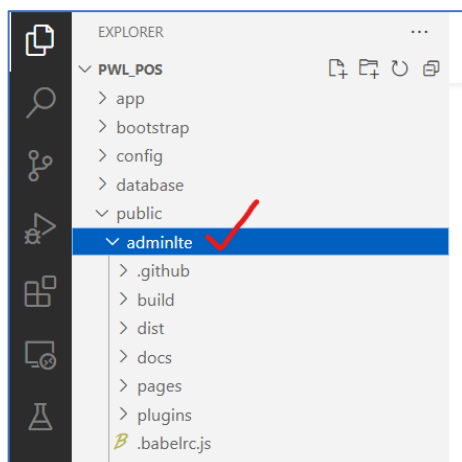 EXPLORER
PWL_POS
app
bootstrap
config
database
public
adminlte
.github
build
dist
docs
pages
plugins
.babelrc.js